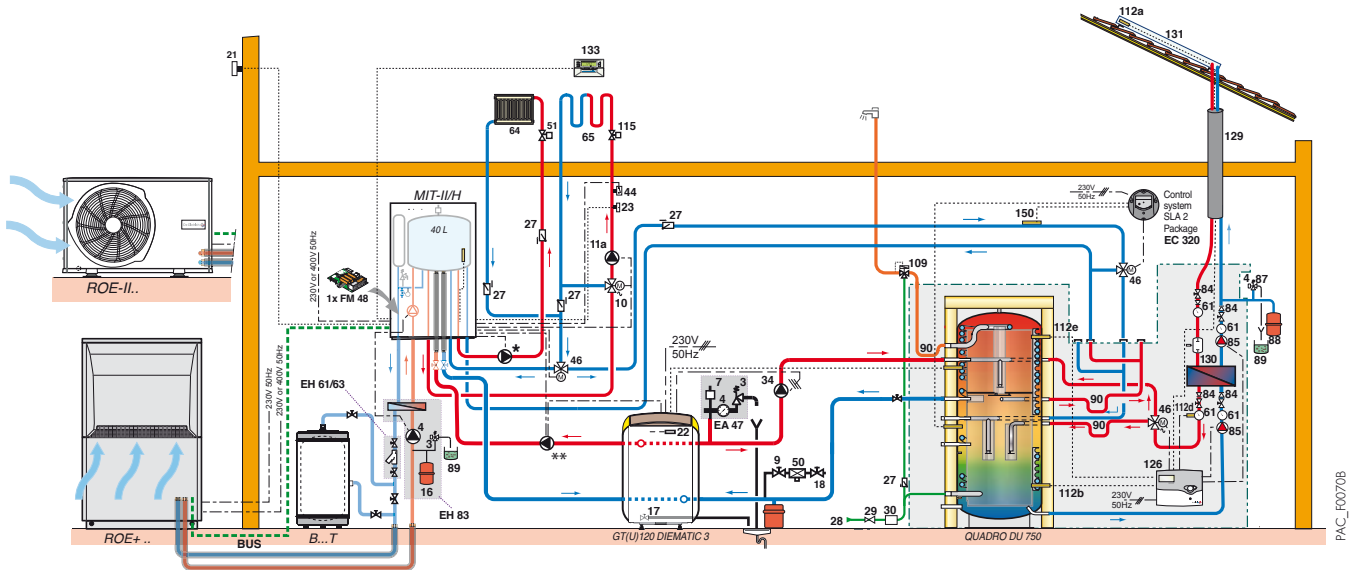 112a
131
21
133
129
51
64
65
115
MIT-II/H
40 L
44
23
27
11a
10
27
27
27
150
230V
50Hz
Control
system
SLA 2
Package
EC 320
109
46
ROE-II..
230V or 400V 50Hz
1x FM 48
*
46
4
87
84
61
84
61
85
88
89
130
230V
50Hz
112e
90
34
7
3
4
EA 47
22
**
EH 61/63
4
3
89
16
EH 83
84
84
112d
61
61
85
90
90
46
126
230V
50Hz
112b
9
50
18
27
28
29
30
17
230V 50Hz
230V or 400V 50Hz
ROE+ ..
BUS
B...T
GT(U)120 DIEMATIC 3
QUADRO DU 750
PAC_F0070B
M
M
M
M